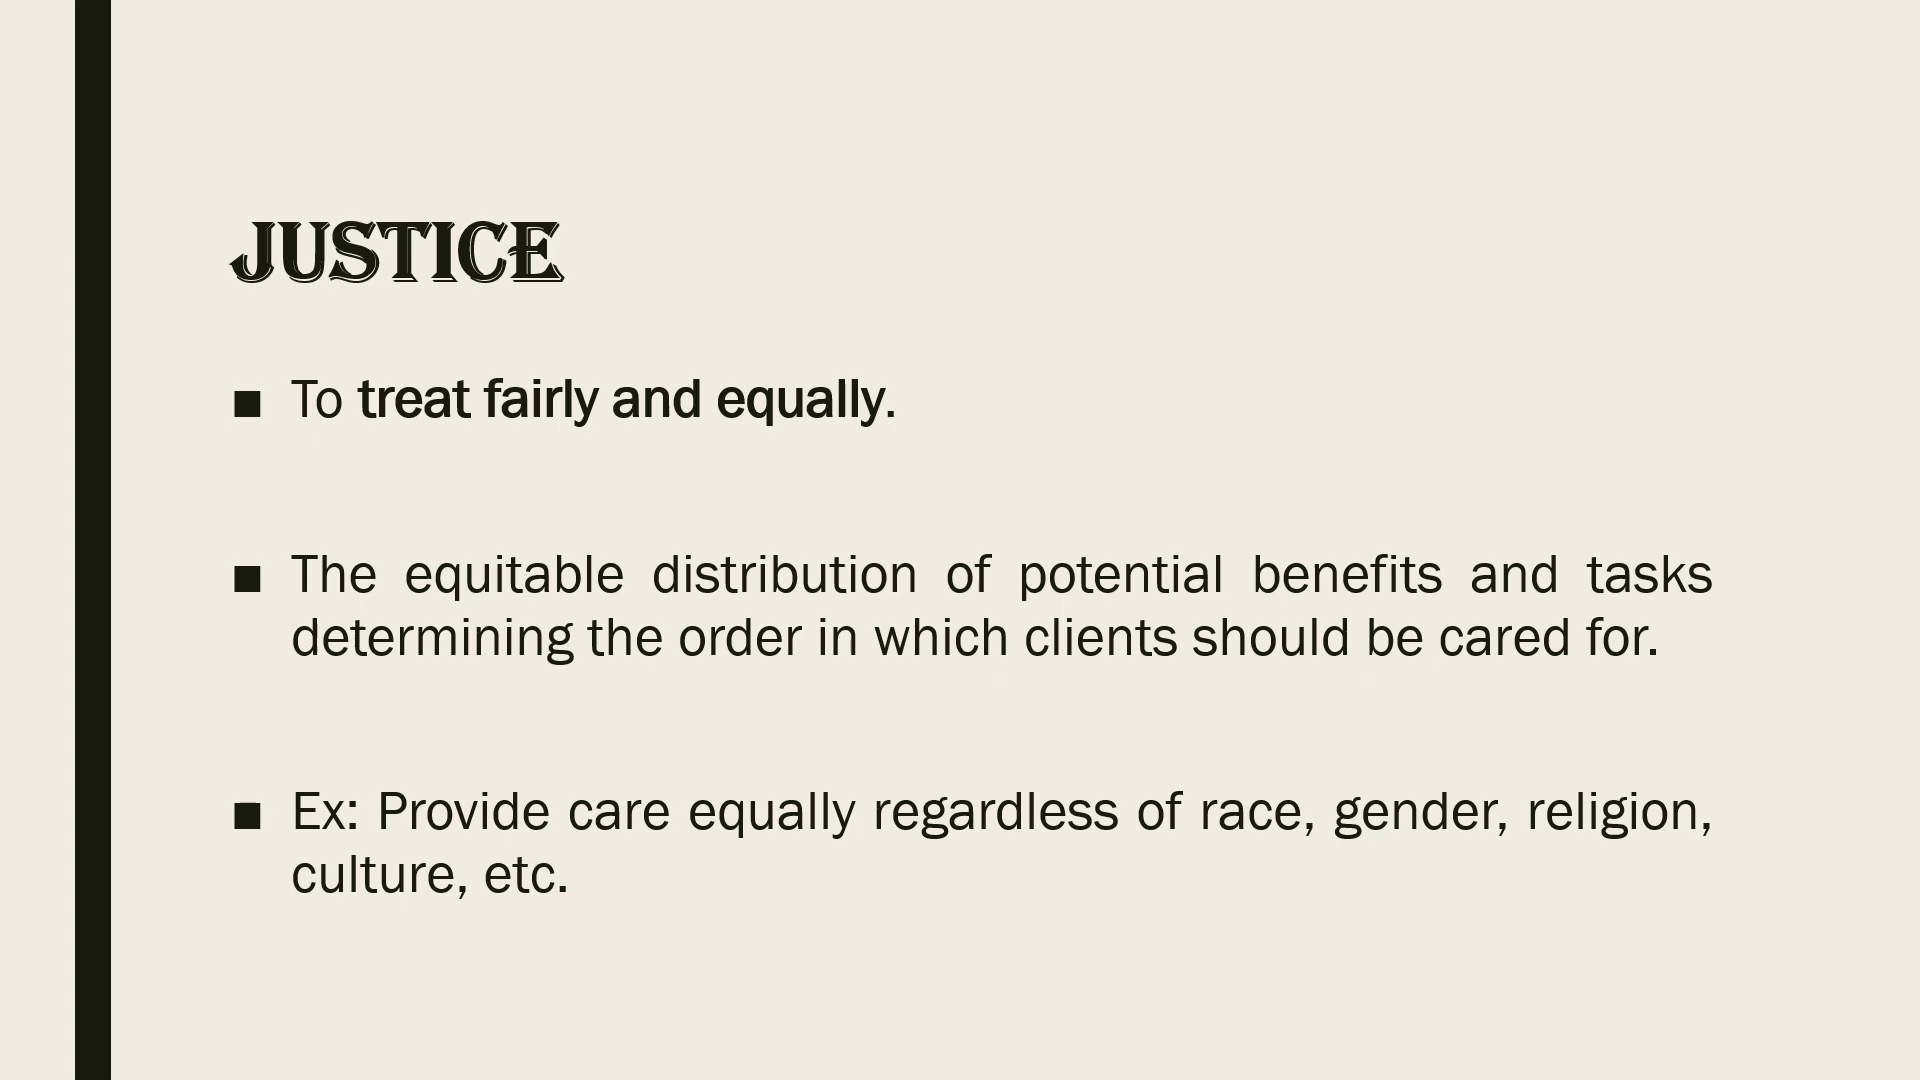 JUSTICE
■ To treat fairly and equally.
■ The equitable distribution of potential benefits and tasks
determining the order in which clients should be cared for.
■ Ex: Provide care equally regardless of race, gender, religion,
culture, etc.